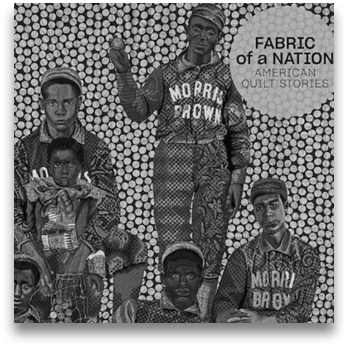 FABRIC
of a NATION
AMERICAN
QUILT STORIES
MORRIS
BROWN
MORRI
BROW